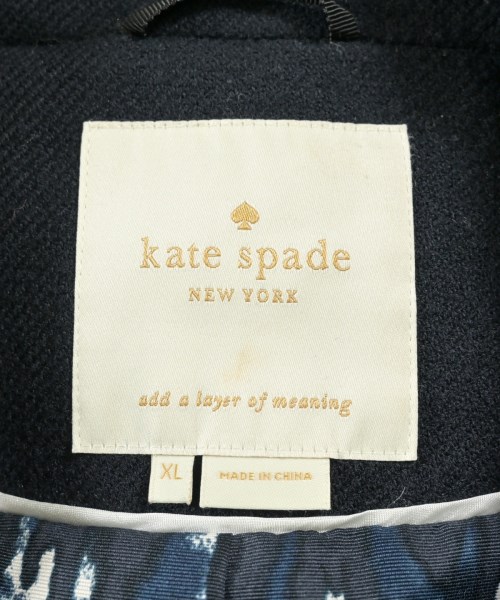 kate spade
NEW YORK
add a layer of meaning
XL
MADE IN CHINA